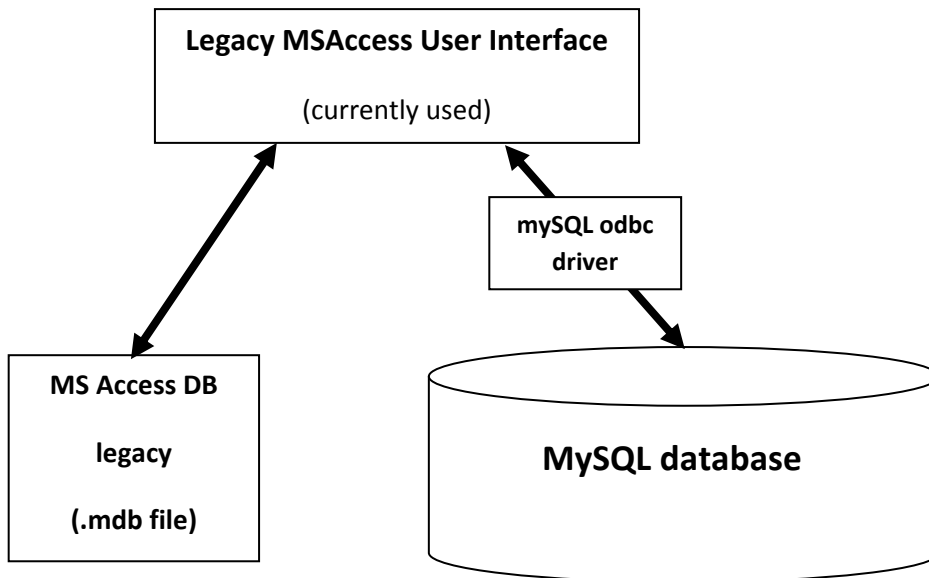 Legacy MSAccess User Interface
(currently used)
mySQL odbc
driver
MS Access DB
legacy
(.mdb file)
MySQL database